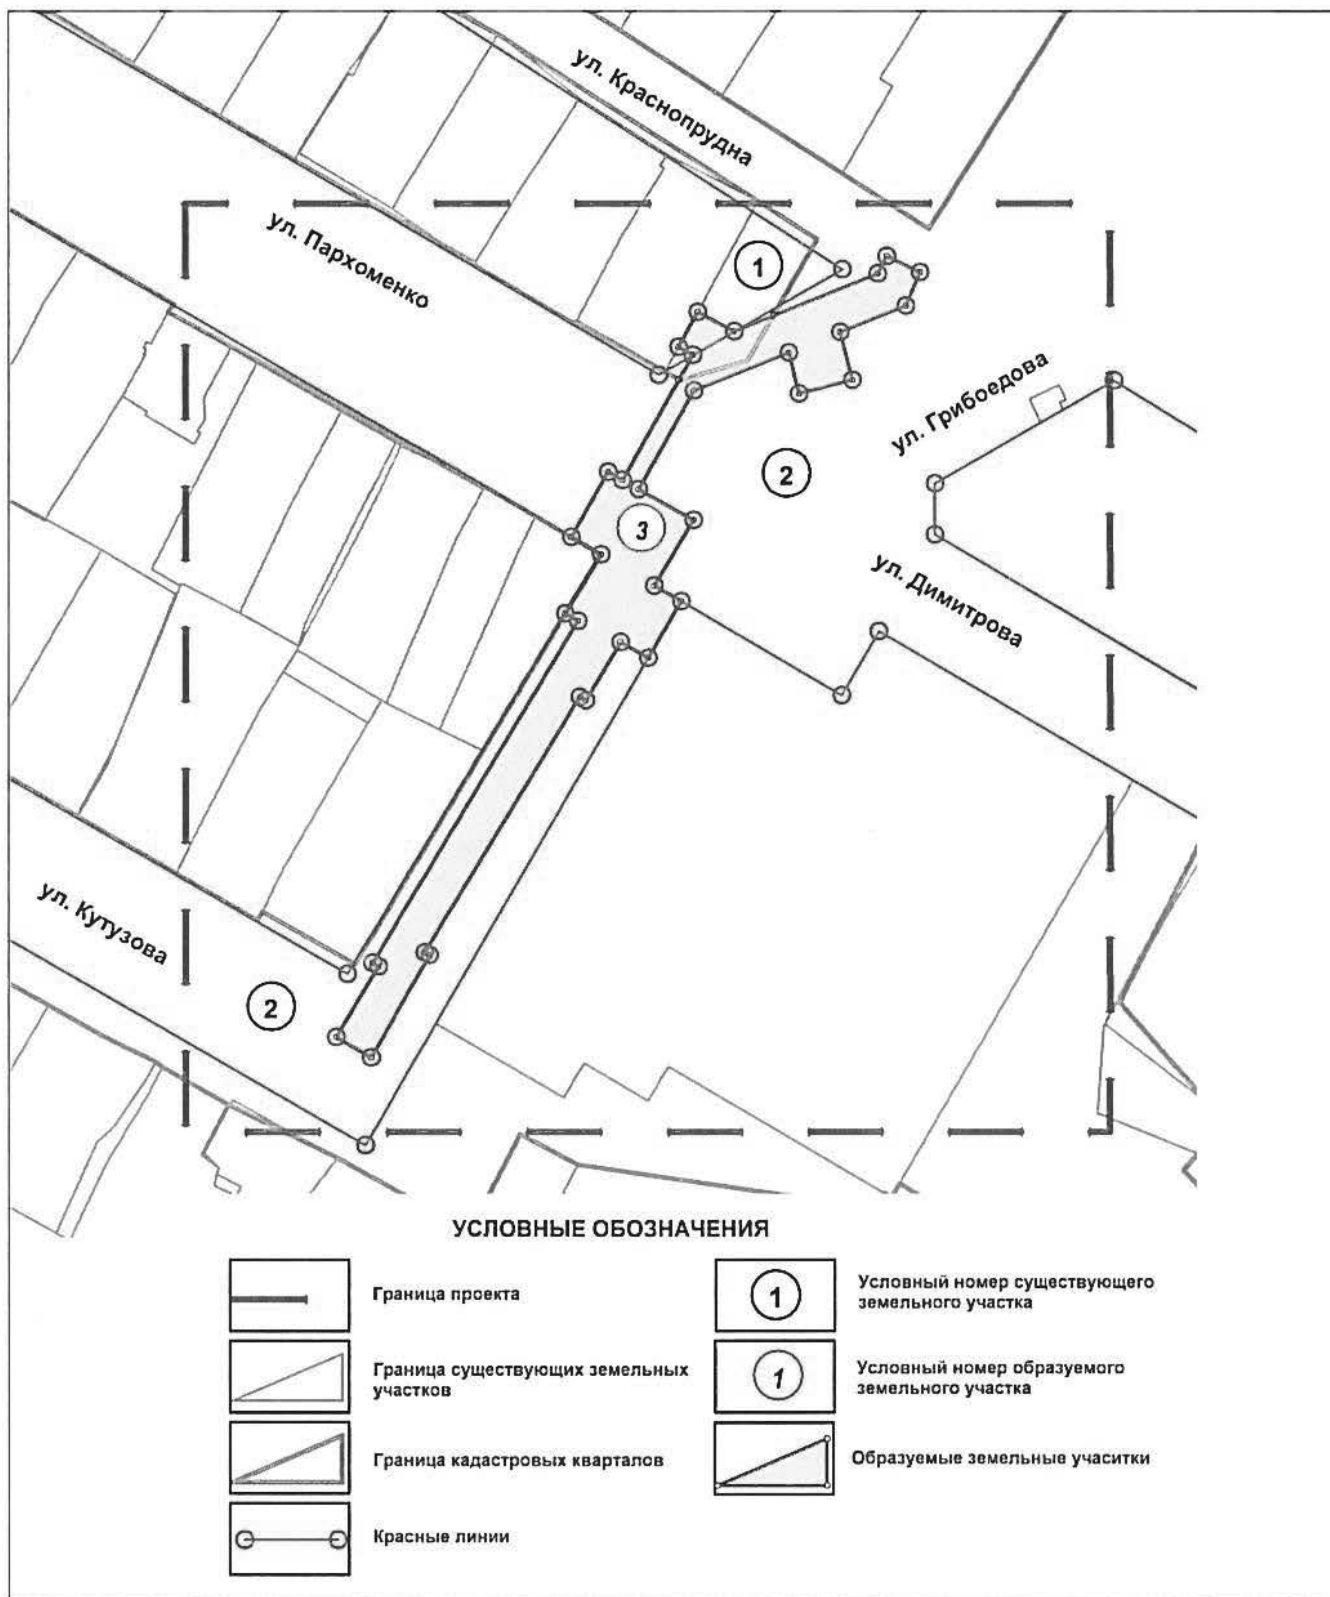 ул. Краснопрудна
ул. Пархоменко
1
ул. Грибоедова
2
3
ул. Димитрова
ул. Кутузова
2
УСЛОВНЫЕ ОБОЗНАЧЕНИЯ
Граница проекта
Граница существующих земельных
участков
Граница кадастровых кварталов
Красные линии
1
Условный номер существующего
земельного участка
1
Условный номер образуемого
земельного участка
Образуемые земельные учаситки